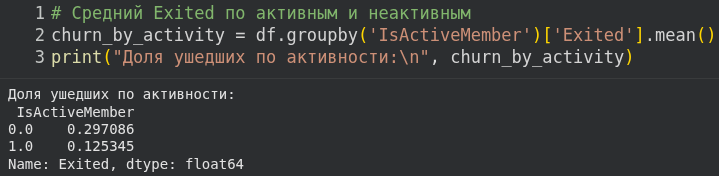 1 # Средний Exited по активным и неактивным
2 churn_by_activity = df.groupby('IsActiveMember')['Exited'].mean()
3 print("Доля ушедших по активности:\n", churn_by_activity)
Доля ушедших по активности:
 IsActiveMember
0.0    0.297086
1.0    0.125345
Name: Exited, dtype: float64